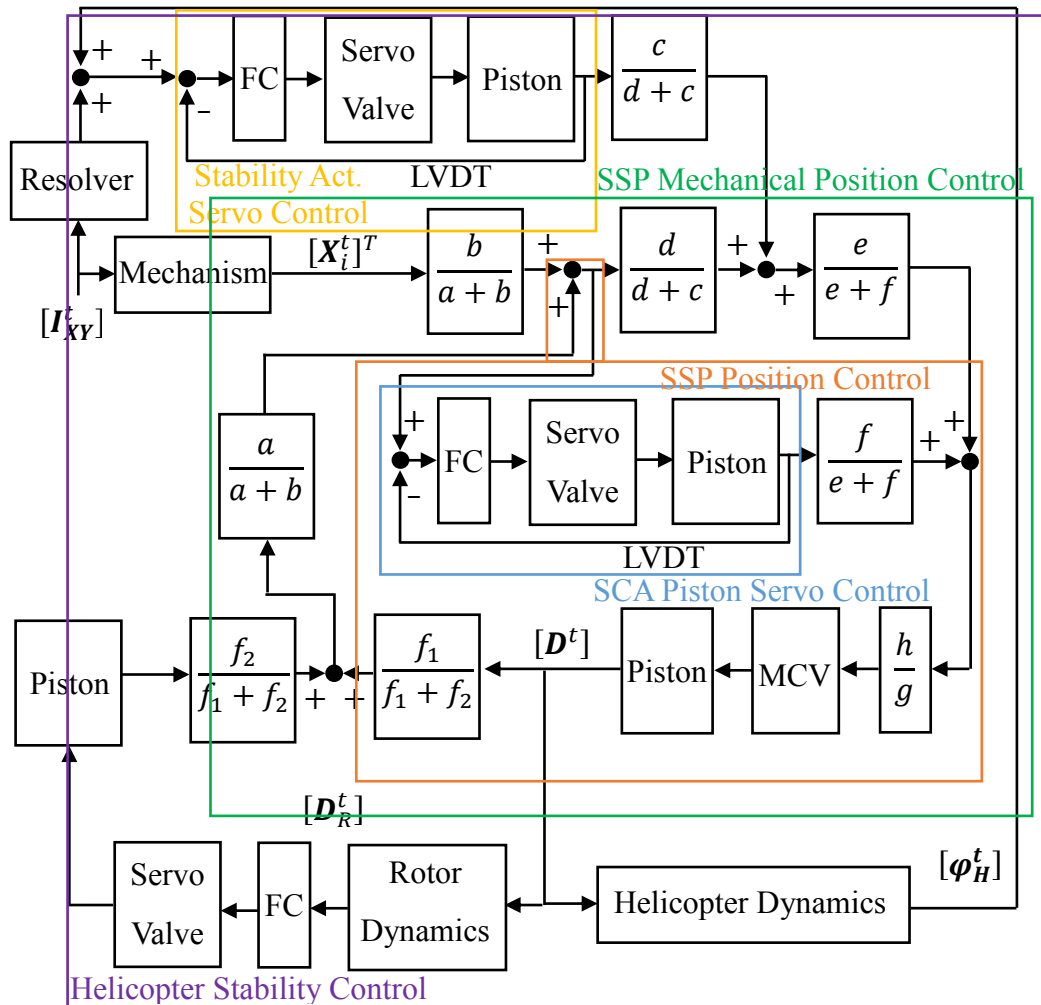 +
+
+
+
-
FC
Servo
Valve
Piston
c
d + c
LVDT
Resolver
Stability Act.
Servo Control
SSP Mechanical Position Control
Mechanism
[X_i^t]^T
b
a + b
+
+
d
d + c
+
+
e
e + f
[I_{XY}^t]
SSP Position Control
a
a + b
+
-
FC
Servo
Valve
Piston
f
e + f
+
+
LVDT
SCA Piston Servo Control
Piston
f_2
f_1 + f_2
+
+
f_1
f_1 + f_2
[D^t]
Piston
MCV
h
g
[D_R^t]
Servo
Valve
FC
Rotor
Dynamics
Helicopter Dynamics
[φ_H^t]
Helicopter Stability Control